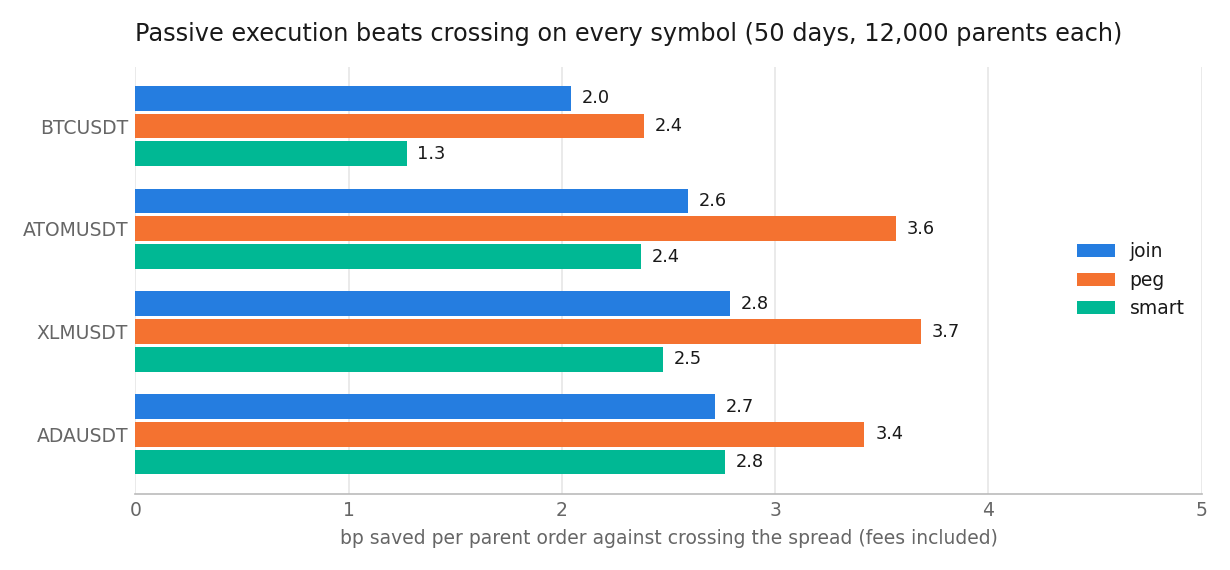 Passive execution beats crossing on every symbol (50 days, 12,000 parents each)
BTCUSDT
2.0
2.4
1.3
ATOMUSDT
2.6
3.6
2.4
XLMUSDT
2.8
3.7
2.5
ADAUSDT
2.7
3.4
2.8
join
peg
smart
0 1 2 3 4 5
bp saved per parent order against crossing the spread (fees included)